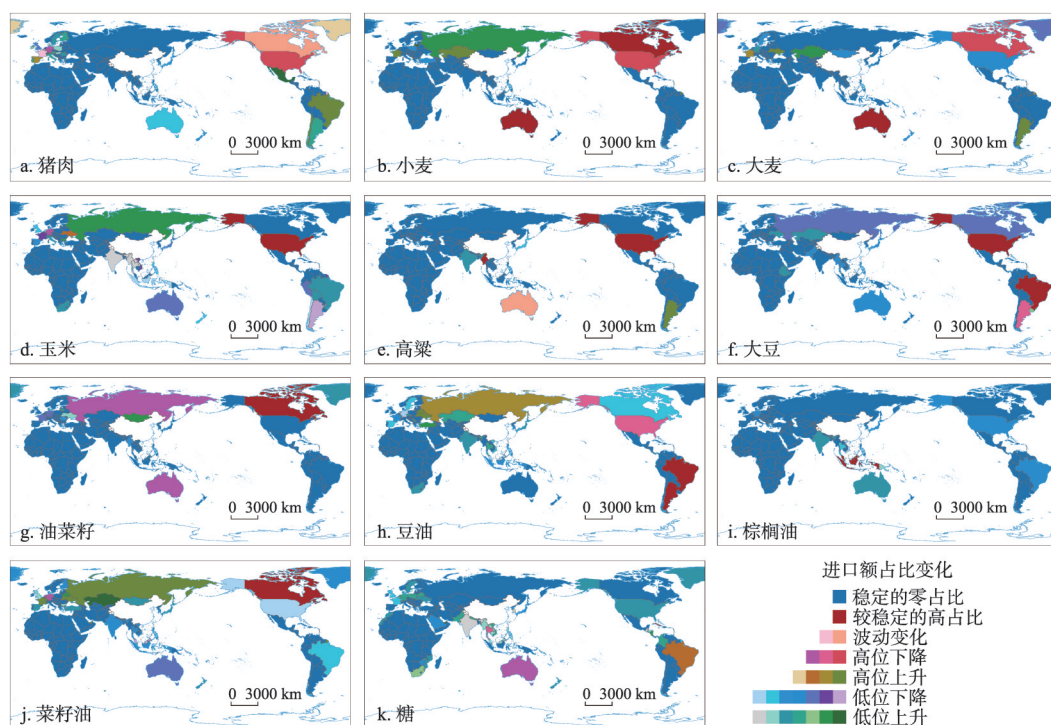 0 3000 km
a. 猪肉
0 3000 km
b. 小麦
0 3000 km
c. 大麦
0 3000 km
d. 玉米
0 3000 km
e. 高粱
0 3000 km
f. 大豆
0 3000 km
g. 油菜籽
0 3000 km
h. 豆油
0 3000 km
i. 棕榈油
0 3000 km
j. 菜籽油
0 3000 km
k. 糖
进口额占比变化
稳定的零占比
较稳定的高占比
波动变化
高位下降
高位上升
低位下降
低位上升